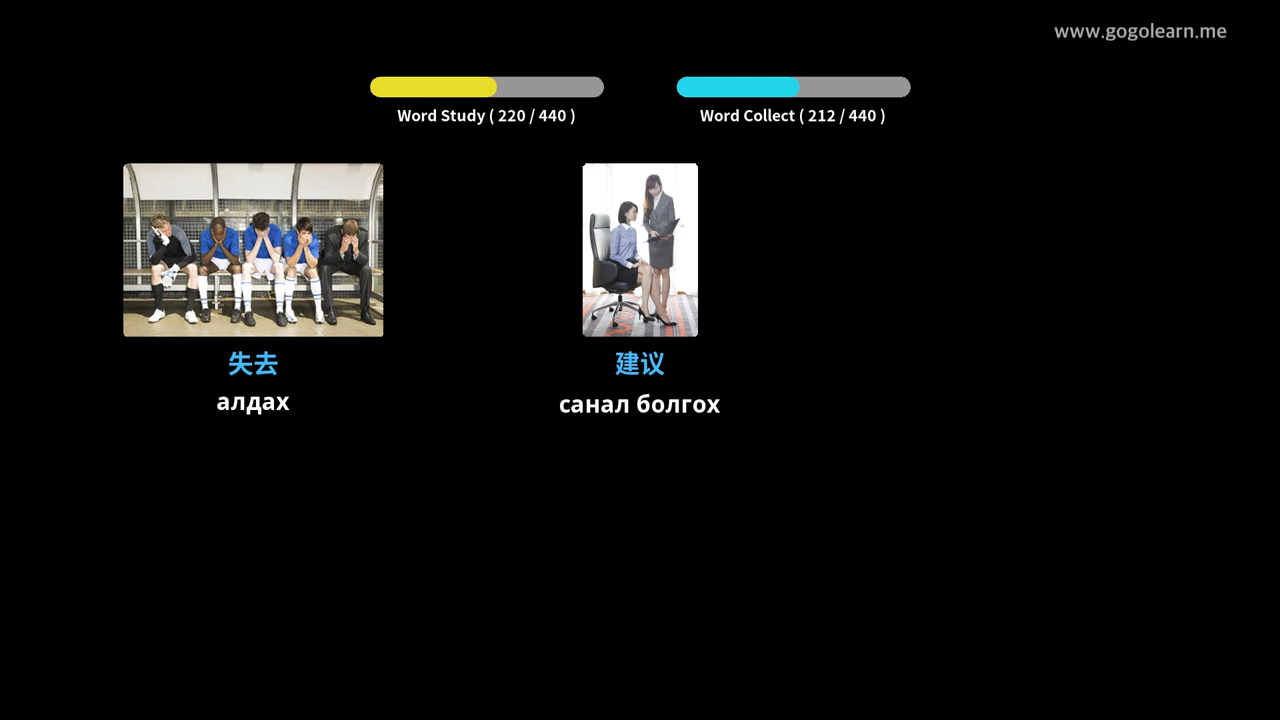 www.gogolearn.me
Word Study ( 220 / 440 )
Word Collect ( 212 / 440 )
失去
алдах
建议
санал болгох